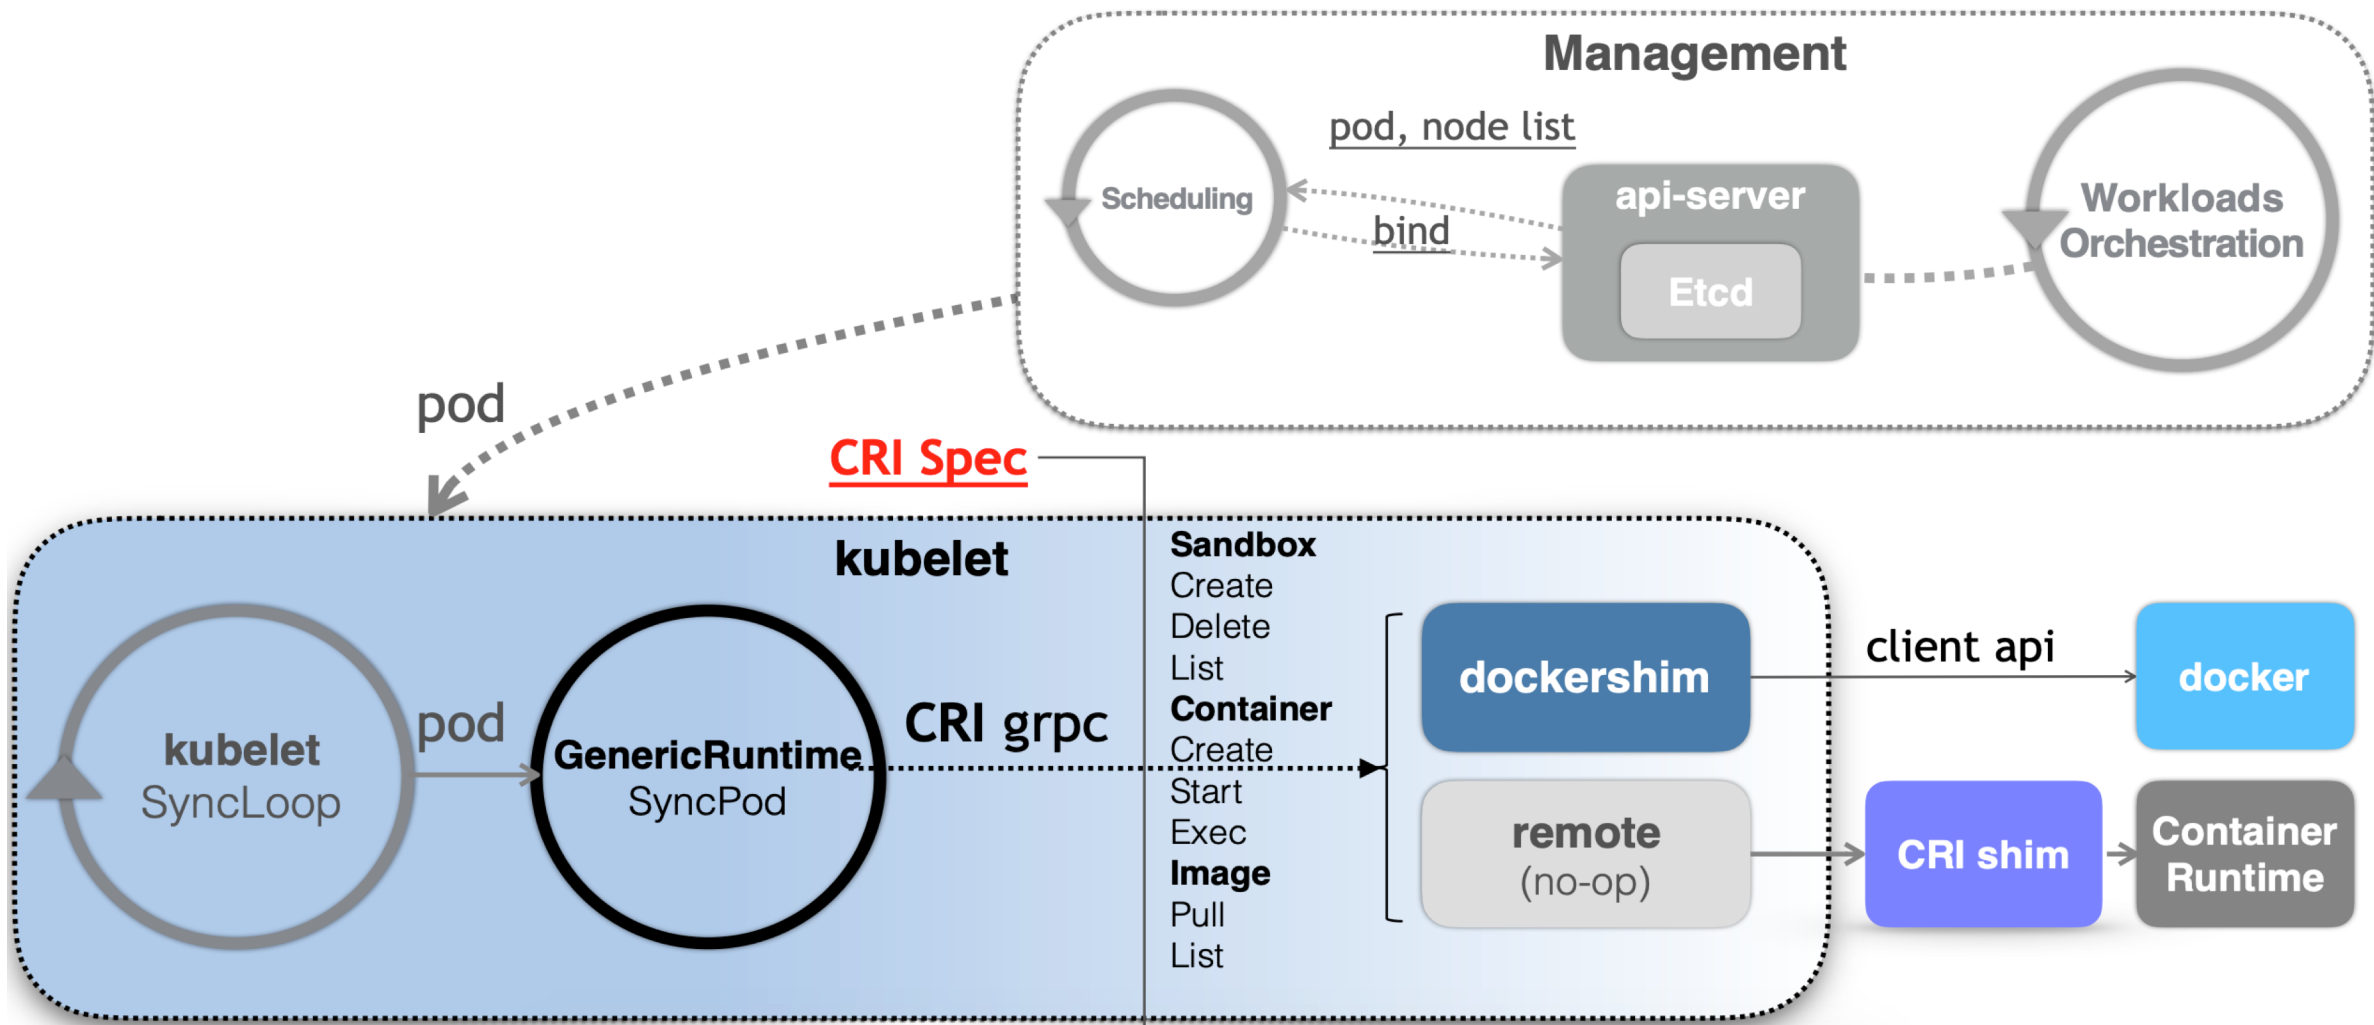 Management
pod, node list
Scheduling
bind
api-server
Etcd
Workloads
Orchestration
pod
CRI Spec
kubelet
kubelet
SyncLoop
pod
GenericRuntime
SyncPod
CRI grpc
Sandbox
Create
Delete
List
Container
Create
Start
Exec
Image
Pull
List
dockershim
remote
(no-op)
client api
docker
CRI shim
Container
Runtime